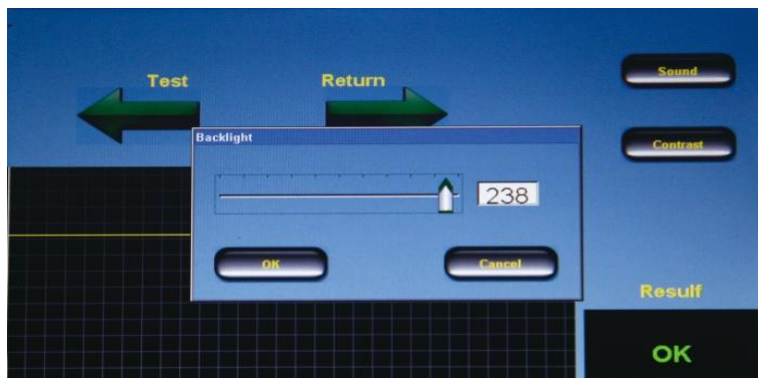 Test
Return
Sound
Backlight
Contrast
238
OK
Cancel
Resulf
OK